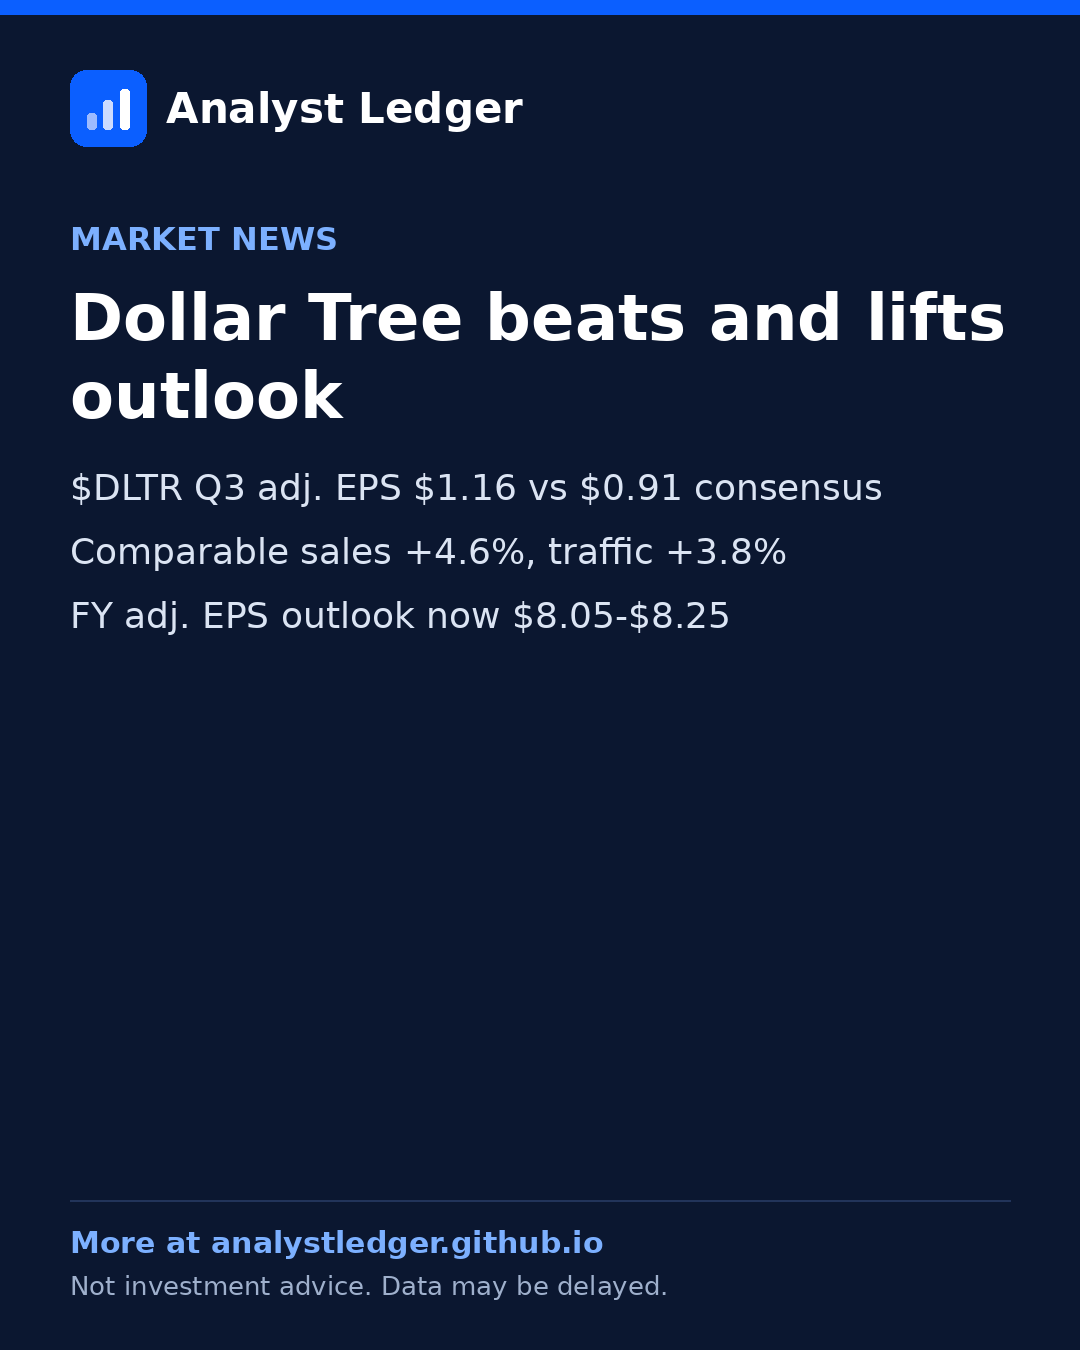 Analyst Ledger
MARKET NEWS
Dollar Tree beats and lifts
outlook
$DLTR Q3 adj. EPS $1.16 vs $0.91 consensus
Comparable sales +4.6%, traffic +3.8%
FY adj. EPS outlook now $8.05-$8.25
More at analystledger.github.io
Not investment advice. Data may be delayed.